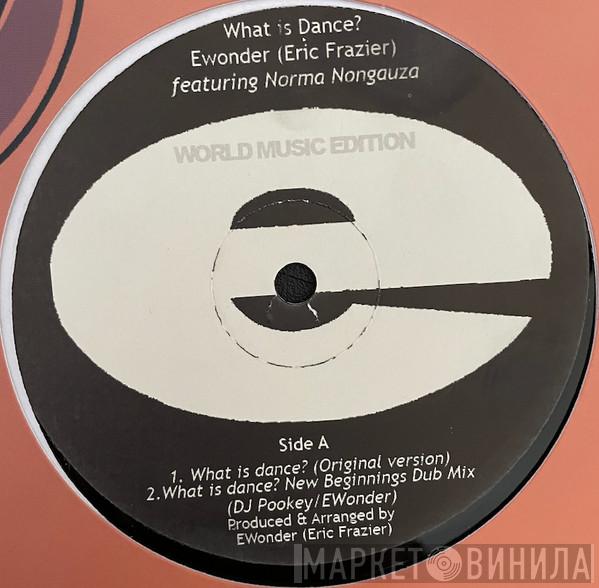 What is Dance?
Ewonder (Eric Frazier)
featuring Norma Nongauza
WORLD MUSIC EDITION
Side A
1. What is dance? (Original version)
2.What is dance? New Beginnings Dub Mix
(DJ Pookey/EWonder)
Produced & Arranged by
EWonder (Eric Frazier)
МАРКЕТ ВИНИЛА